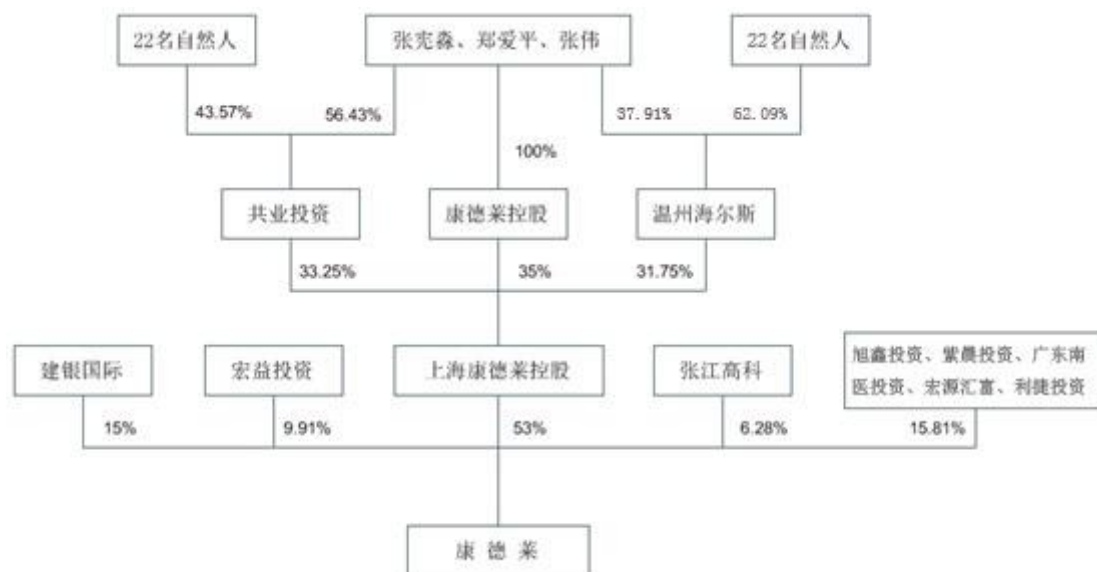 22名自然人
张宪淼、郑爱平、张伟
22名自然人
43.57%
56.43%
37.91%
62.09%
100%
共业投资
康德莱控股
温州海尔斯
33.25%
35%
31.75%
建银国际
宏益投资
上海康德莱控股
张江高科
旭鑫投资、紫晨投资、广东南
医投资、宏源汇富、利捷投资
15%
9.91%
53%
6.28%
15.81%
康 德 莱